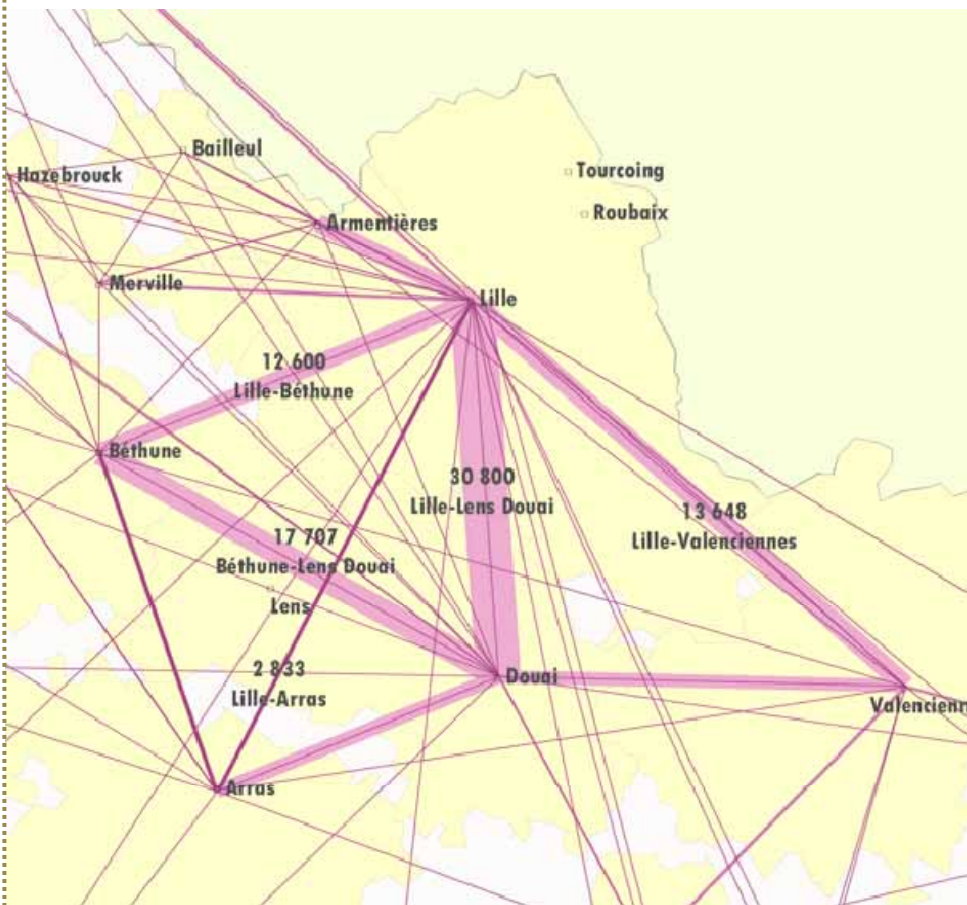 Bailleul
Hazebrouck
Tourcoing
Roubaix
Armentières
Merville
Lille
12 600
Lille-Béthune
Béthune
30 800
Lille-Lens Douai
13 648
Lille-Valenciennes
17 707
Béthune-Lens Douai
Lens
2 833
Lille-Arras
Douai
Valencienn
Arras